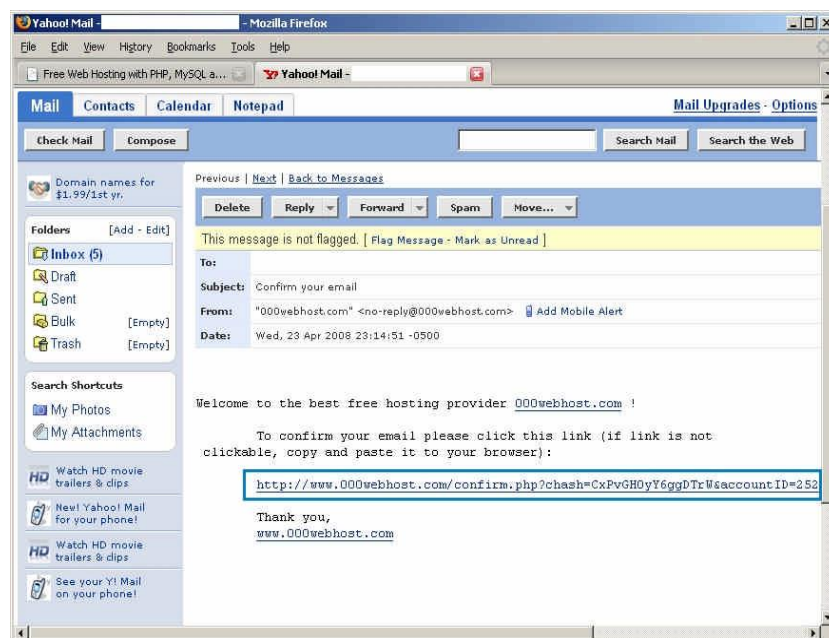 Yahoo! Mail - - Mozilla Firefox
File Edit View History Bookmarks Tools Help
Free Web Hosting with PHP, MySQL a... Yahoo! Mail -
Mail Contacts Calendar Notepad Mail Upgrades - Options
Check Mail Compose Search Mail Search the Web
Domain names for
$1.99/1st yr.
Folders [Add - Edit]
Inbox (5)
Draft
Sent
Bulk [Empty]
Trash [Empty]
Search Shortcuts
My Photos
My Attachments
HD Watch HD movie
trailers & clips
New! Yahoo! Mail
for your phone!
HD Watch HD movie
trailers & clips
See your Y! Mail
on your phone!
Previous | Next | Back to Messages
Delete Reply Forward Spam Move...
This message is not flagged. [ Flag Message - Mark as Unread ]
To:
Subject: Confirm your email
From: "000webhost.com" <no-reply@000webhost.com> Add Mobile Alert
Date: Wed, 23 Apr 2008 23:14:51 -0500
Welcome to the best free hosting provider 000webhost.com !
To confirm your email please click this link (if link is not
clickable, copy and paste it to your browser):
http://www.000webhost.com/confirm.php?chash=CxPvGH0yY6ggDTrW&accountID=252
Thank you,
www.000webhost.com